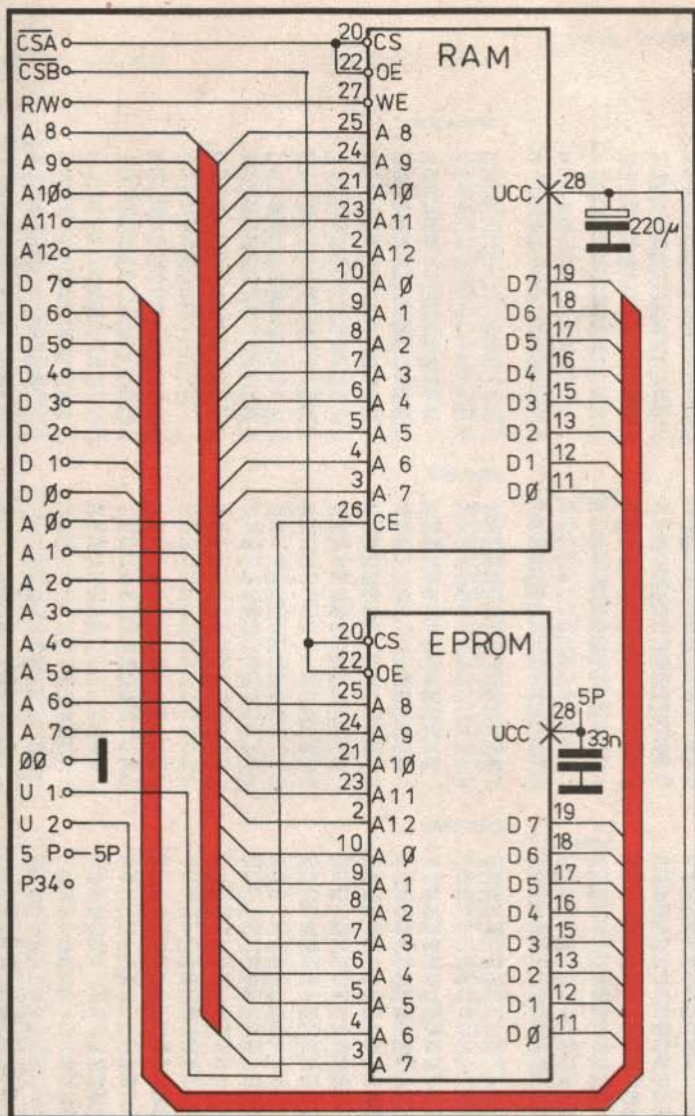 CSA
CSB
R/W
A 8
A 9
A1Ø
A11
A12
D 7
D 6
D 5
D 4
D 3
D 2
D 1
D Ø
A Ø
A 1
A 2
A 3
A 4
A 5
A 6
A 7
ØØ
U 1
U 2
5 P 5P
P34
RAM
20 CS
22 OE
27 WE
25 A 8
24 A 9
21 A1Ø
23 A11
2 A12
10 A Ø
9 A 1
8 A 2
7 A 3
6 A 4
5 A 5
4 A 6
3 A 7
26 CE
UCC 28
220µ
D7 19
D6 18
D5 17
D4 16
D3 15
D2 13
D1 12
DØ 11
EPROM
20 CS
22 OE
25 A 8
24 A 9
21 A1Ø
23 A11
2 A12
10 A Ø
9 A 1
8 A 2
7 A 3
6 A 4
5 A 5
4 A 6
3 A 7
5P
UCC 28
33n
D7 19
D6 18
D5 17
D4 16
D3 15
D2 13
D1 12
DØ 11